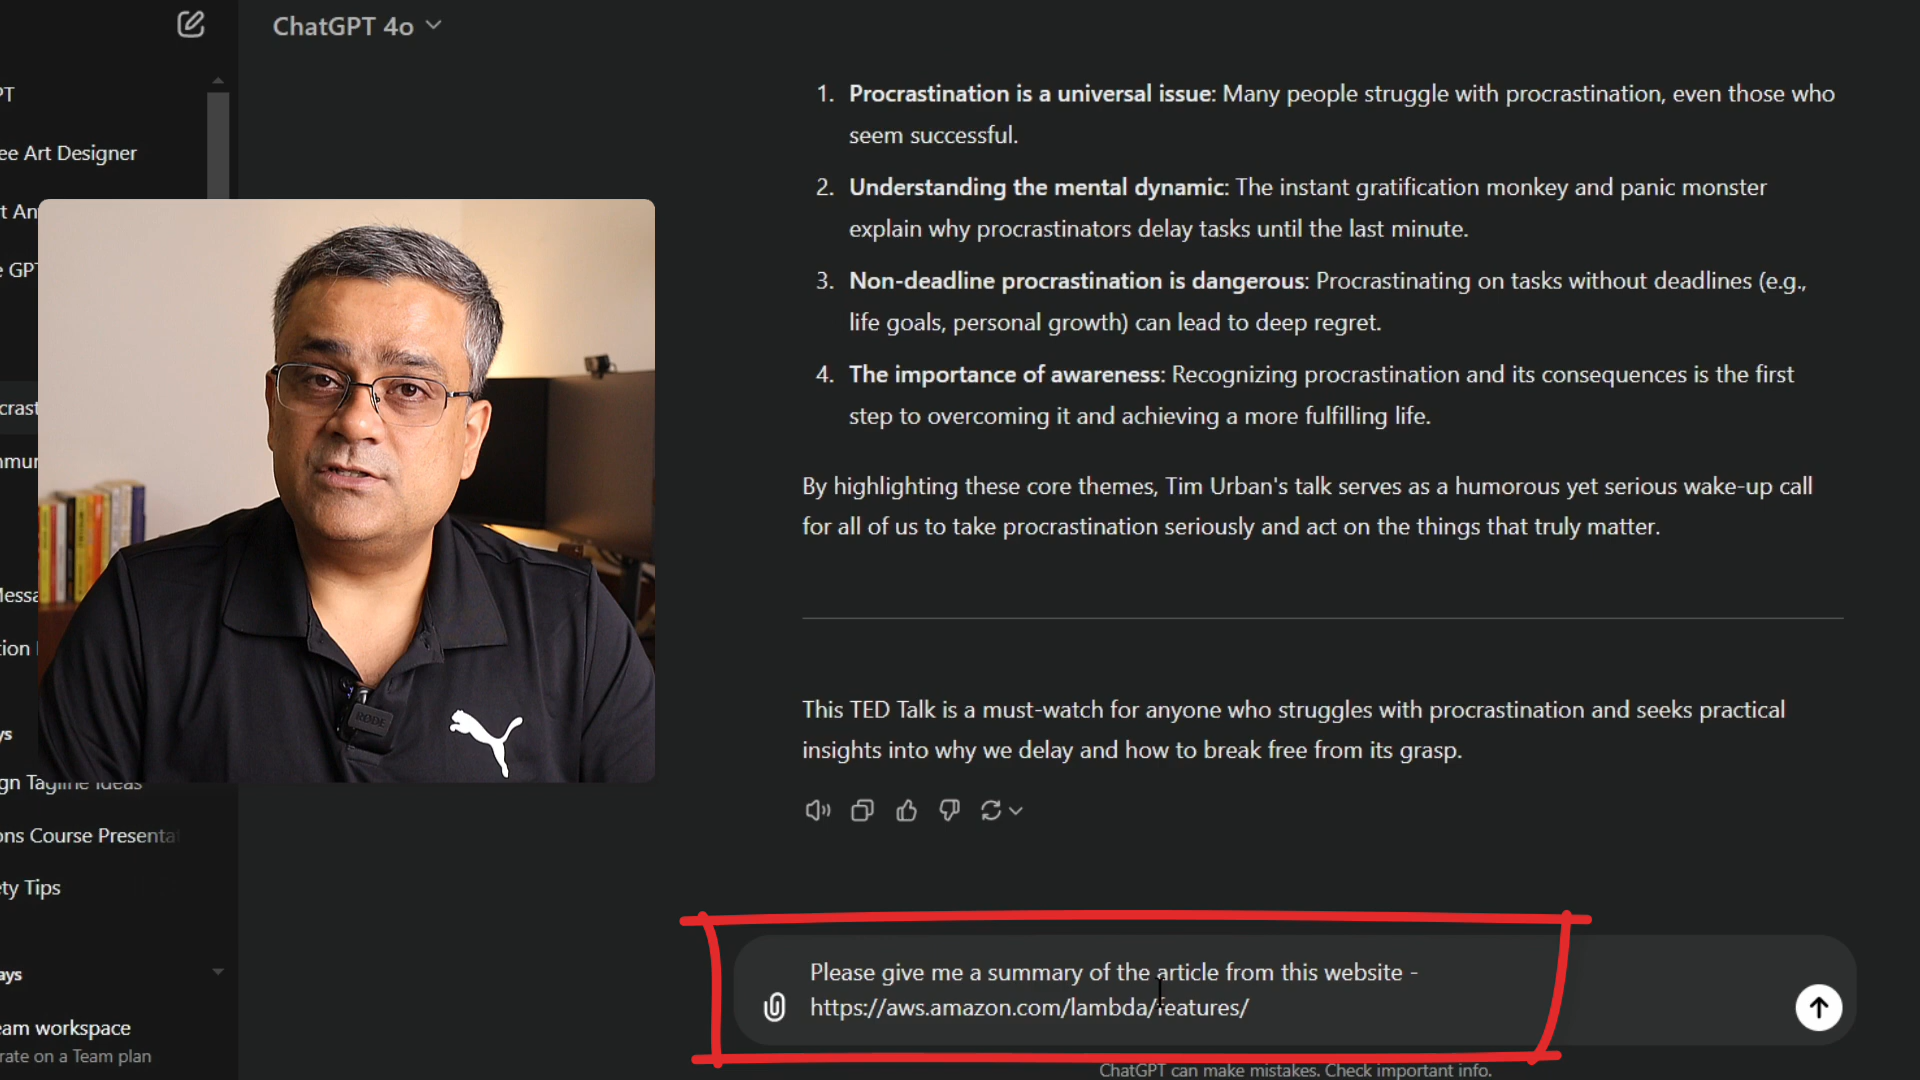 ChatGPT 4o
PT
ee Art Designer
t An
e GPT
crast
mmun
Messa
tion
ys
gn Tagline Ideas
ons Course Presenta
ety Tips
ays
eam workspace
rate on a Team plan
1. Procrastination is a universal issue: Many people struggle with procrastination, even those who
seem successful.
2. Understanding the mental dynamic: The instant gratification monkey and panic monster
explain why procrastinators delay tasks until the last minute.
3. Non-deadline procrastination is dangerous: Procrastinating on tasks without deadlines (e.g.,
life goals, personal growth) can lead to deep regret.
4. The importance of awareness: Recognizing procrastination and its consequences is the first
step to overcoming it and achieving a more fulfilling life.
By highlighting these core themes, Tim Urban's talk serves as a humorous yet serious wake-up call
for all of us to take procrastination seriously and act on the things that truly matter.
This TED Talk is a must-watch for anyone who struggles with procrastination and seeks practical
insights into why we delay and how to break free from its grasp.
Please give me a summary of the article from this website -
https://aws.amazon.com/lambda/features/
ChatGPT can make mistakes. Check important info.
RODE